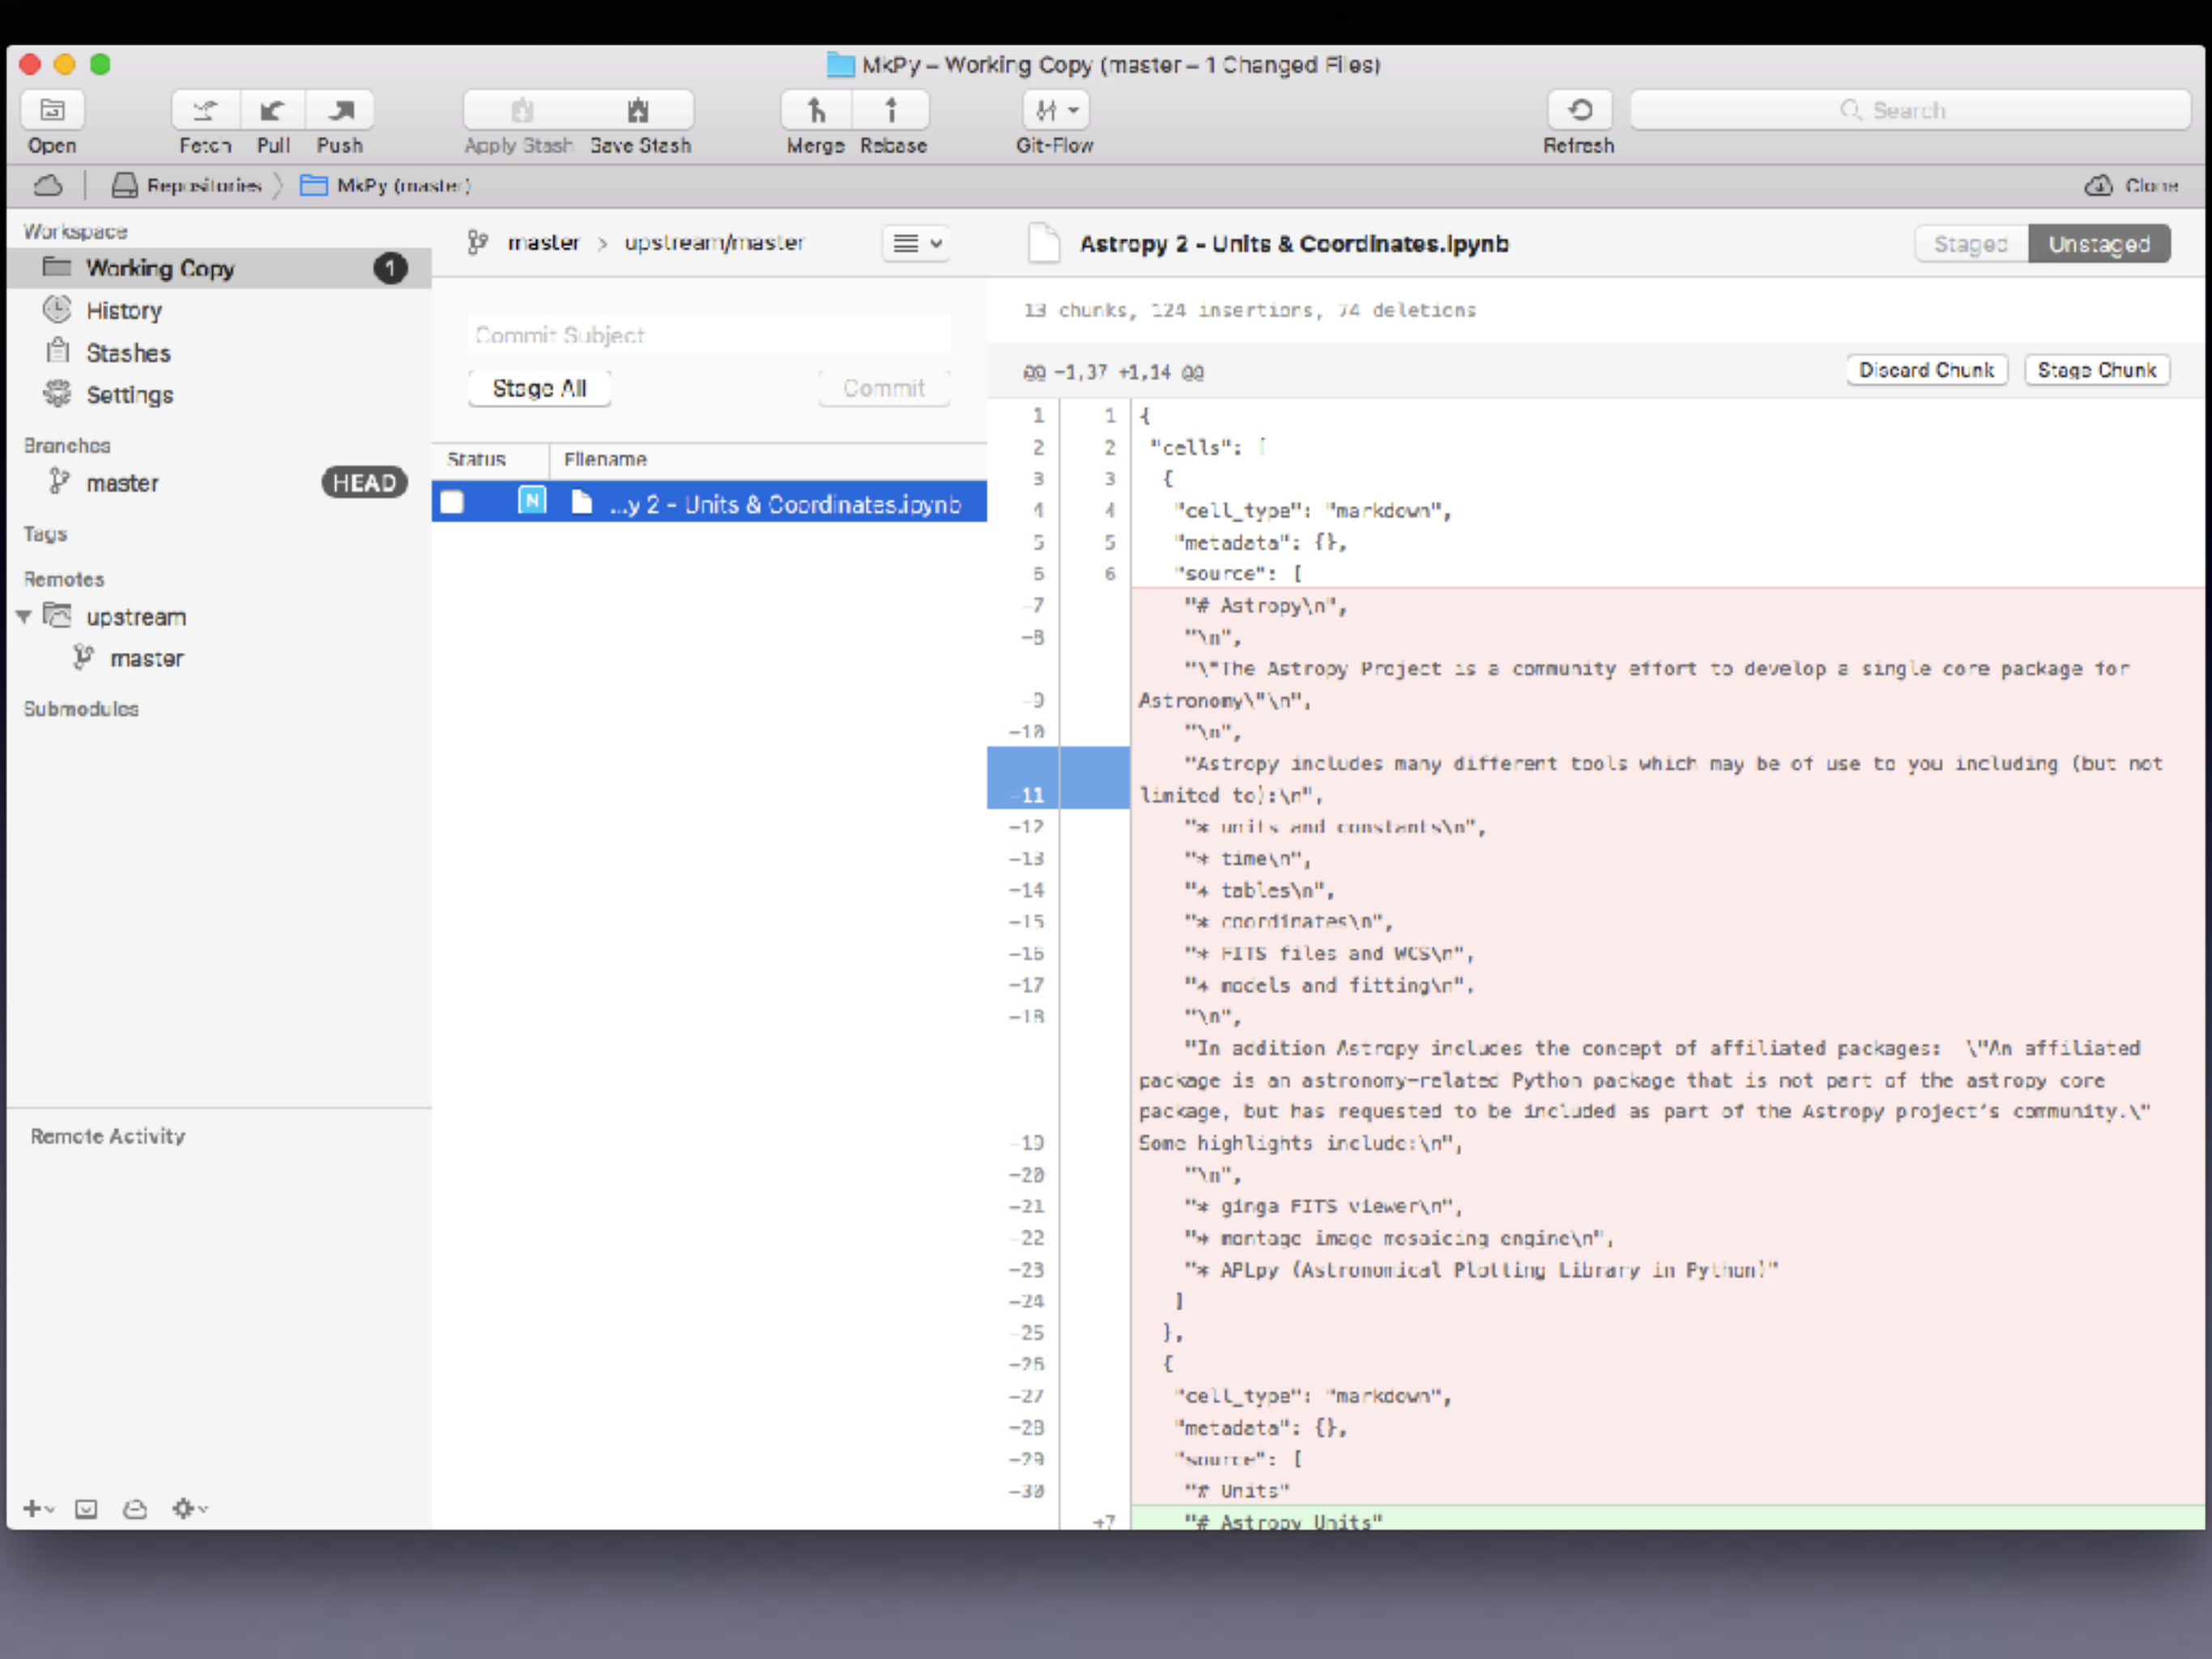 MkPy – Working Copy (master – 1 Changed Files)
Open Fetch Pull Push Apply Stash Save Stash Merge Rebase Git-Flow Refresh Search
Repositories MkPy (master) Clone
Workspace
Working Copy 1
History
Stashes
Settings
Branches
master HEAD
Tags
Remotes
upstream
master
Submodules
Remote Activity
master > upstream/master
Commit Subject
Stage All Commit
Status Filename
N ...y 2 – Units & Coordinates.ipynb
Astropy 2 - Units & Coordinates.ipynb Staged Unstaged
13 chunks, 124 insertions, 74 deletions
@@ -1,37 +1,14 @@ Discard Chunk Stage Chunk
1 1 {
2 2 "cells": [
3 3 {
4 4 "cell_type": "markdown",
5 5 "metadata": {},
6 6 "source": [
-7 "# Astropy\n",
-8 "\n",
"\"The Astropy Project is a community effort to develop a single core package for
-9 Astronomy\"\n",
-10 "\n",
"Astropy includes many different tools which may be of use to you including (but not
-11 limited to):\n",
-12 "* units and constants\n",
-13 "* time\n",
-14 "* tables\n",
-15 "* coordinates\n",
-16 "* FITS files and WCS\n",
-17 "* models and fitting\n",
-18 "\n",
"In addition Astropy includes the concept of affiliated packages:  \"An affiliated
package is an astronomy-related Python package that is not part of the astropy core
package, but has requested to be included as part of the Astropy project’s community.\"
-19 Some highlights include:\n",
-20 "\n",
-21 "* ginga FITS viewer\n",
-22 "* montage image mosaicing engine\n",
-23 "* APLpy (Astronomical Plotting Library in Python)"
-24 ]
-25 },
-26 {
-27 "cell_type": "markdown",
-28 "metadata": {},
-29 "source": [
-30 "# Units"
+7 "# Astropy Units"